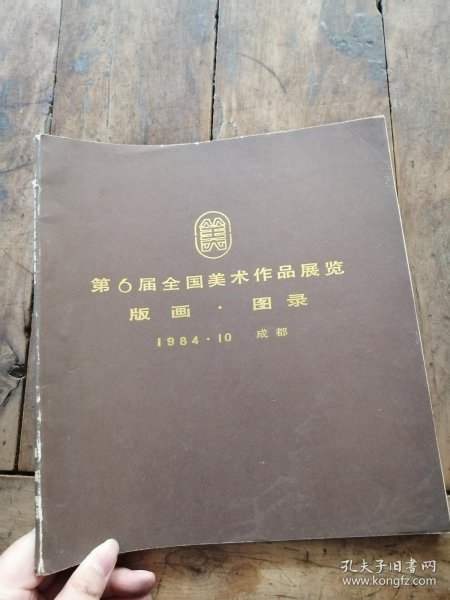 美
第6届全国美术作品展览
版画·图录
1984·10 成都
孔夫子旧书网
www.kongfz.com